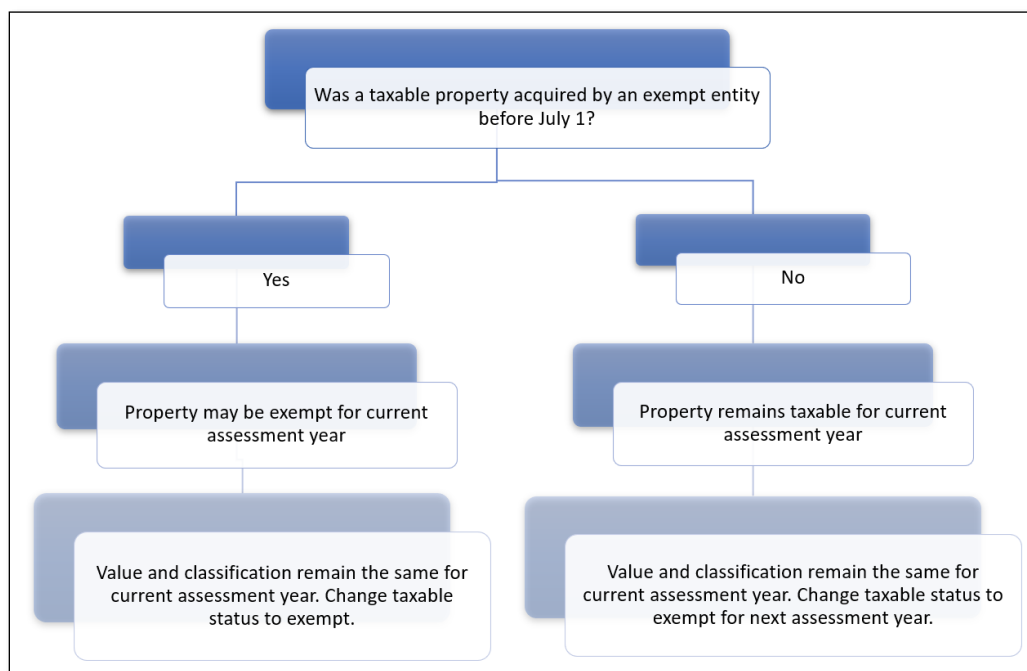 Was a taxable property acquired by an exempt entity
before July 1?
Yes
No
Property may be exempt for current
assessment year
Property remains taxable for current
assessment year
Value and classification remain the same for
current assessment year. Change taxable
status to exempt.
Value and classification remain the same for
current assessment year. Change taxable status to
exempt for next assessment year.